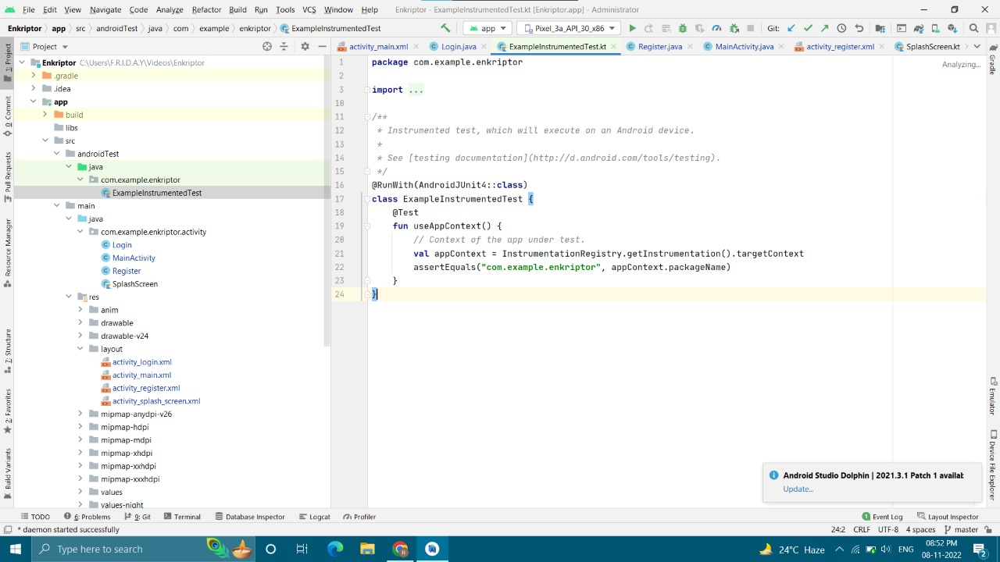 File Edit View Navigate Code Analyze Refactor Build Run Tools VCS Window Help Enkriptor - ExampleInstrumentedTest.kt [Enkriptor.app] - Administrator
Enkriptor app src androidTest java com example enkriptor ExampleInstrumentedTest app Pixel_3a_API_30_x86 Git:
Project activity_main.xml Login.java ExampleInstrumentedTest.kt Register.java MainActivity.java activity_register.xml SplashScreen.kt
Analyzing...
Enkriptor C:\Users\F.R.I.D.A.Y\Videos\Enkriptor
.gradle
.idea
app
build
libs
src
androidTest
java
com.example.enkriptor
ExampleInstrumentedTest
main
java
com.example.enkriptor.activity
Login
MainActivity
Register
SplashScreen
res
anim
drawable
drawable-v24
layout
activity_login.xml
activity_main.xml
activity_register.xml
activity_splash_screen.xml
mipmap-anydpi-v26
mipmap-hdpi
mipmap-mdpi
mipmap-xhdpi
mipmap-xxhdpi
mipmap-xxxhdpi
values
values-night
1 package com.example.enkriptor
2
3 import ...
10
11 /**
12 * Instrumented test, which will execute on an Android device.
13 *
14 * See [testing documentation](http://d.android.com/tools/testing).
15 */
16 @RunWith(AndroidJUnit4::class)
17 class ExampleInstrumentedTest {
18 @Test
19 fun useAppContext() {
20 // Context of the app under test.
21 val appContext = InstrumentationRegistry.getInstrumentation().targetContext
22 assertEquals("com.example.enkriptor", appContext.packageName)
23 }
24 }
1: Project
0: Commit
Pull Requests
Resource Manager
7: Structure
2: Favorites
Build Variants
Gradle
Emulator
Device File Explorer
Android Studio Dolphin | 2021.3.1 Patch 1 availab
Update...
TODO 6: Problems 9: Git Terminal Database Inspector Logcat Profiler 1 Event Log Layout Inspector
* daemon started successfully 24:2 CRLF UTF-8 4 spaces master
Type here to search 24°C Haze ENG 08:52 PM
08-11-2022 2